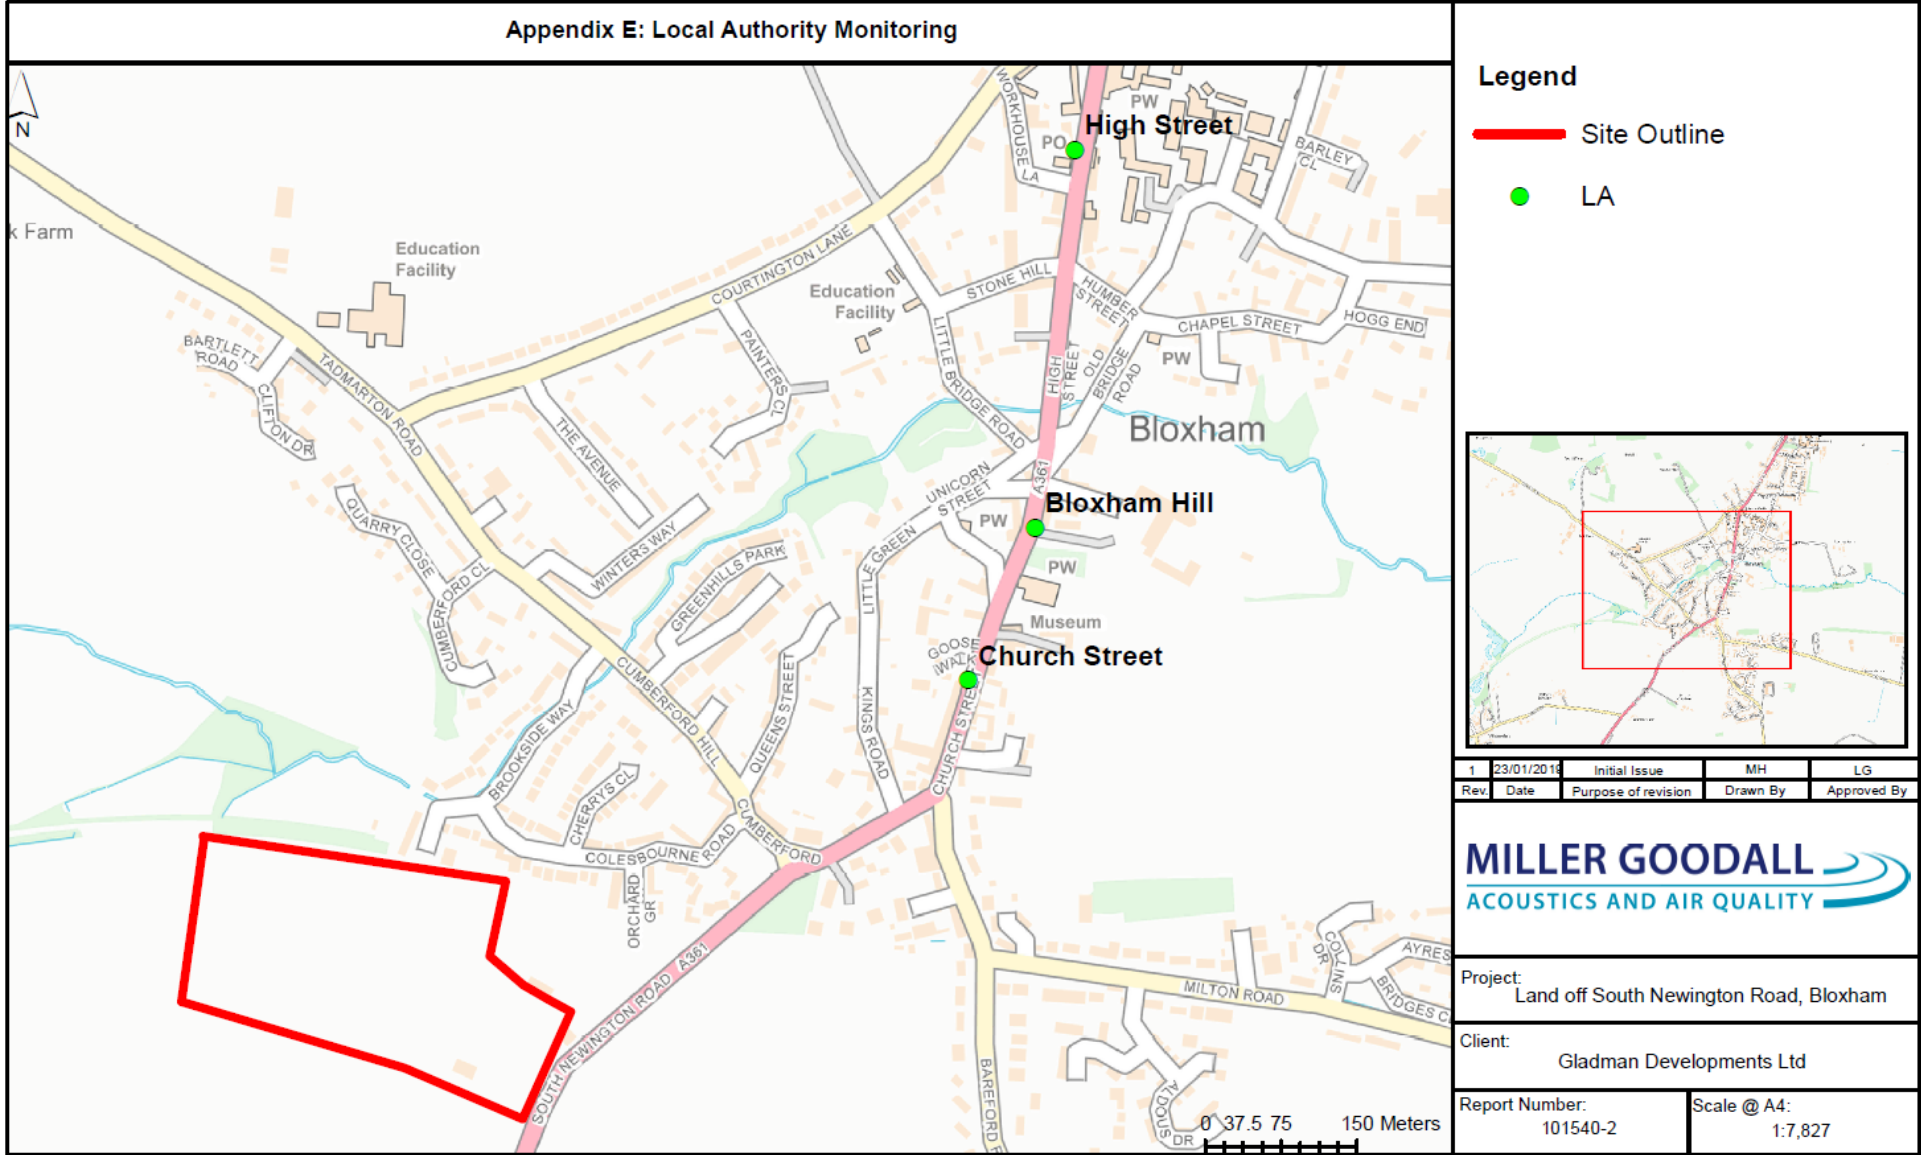 Appendix E: Local Authority Monitoring
N
k Farm
Education
Facility
Education
Facility
WORKHOUSE
LA
PW
High Street
PO
BARLEY
CL
COURTINGTON LANE
STONE HILL
HUMBER
STREET
CHAPEL STREET
HOGG END
PW
BARTLETT
ROAD
CLIFTON DR
TADMARTON ROAD
PAINTERS CL
LITTLE BRIDGE ROAD
HIGH
STREET
OLD
BRIDGE
ROAD
Bloxham
THE AVENUE
UNICORN
STREET
A361
Bloxham Hill
PW
PW
QUARRY CLOSE
CUMBERFORD CL
WINTERS WAY
GREENHILLS PARK
LITTLE GREEN
Museum
GOOSE
WALK
Church Street
CHURCH STREET
CUMBERFORD HILL
QUEENS STREET
KINGS ROAD
BROOKSIDE WAY
CHERRYS CL
COLESBOURNE ROAD
CUMBERFORD
ORCHARD
GR
SOUTH NEWINGTON ROAD A361
MILTON ROAD
COLINS
DR
AYRES
BRIDGES C
BAREFORD R
ALDOUS
DR
0 37.5 75 150 Meters
Legend
Site Outline
LA
1 23/01/2019 Initial Issue MH LG
Rev. Date Purpose of revision Drawn By Approved By
MILLER GOODALL
ACOUSTICS AND AIR QUALITY
Project:
Land off South Newington Road, Bloxham
Client:
Gladman Developments Ltd
Report Number:
101540-2
Scale @ A4:
1:7,827